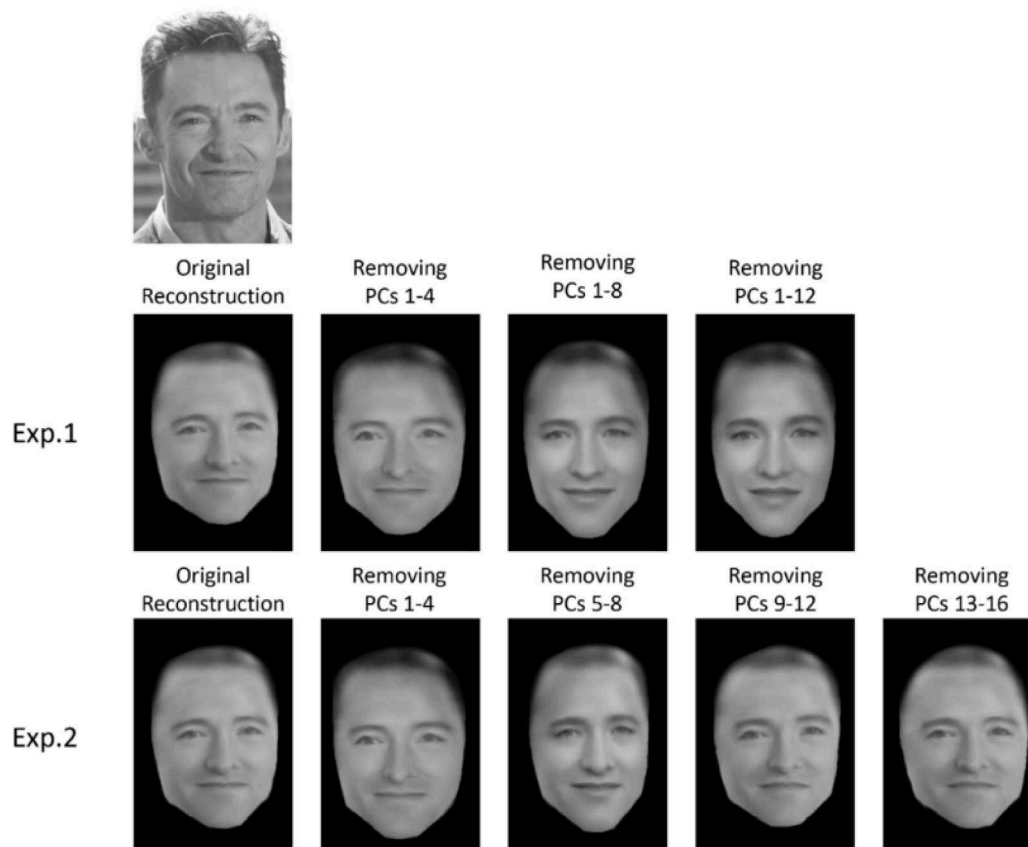 Original
Reconstruction
Removing
PCs 1-4
Removing
PCs 1-8
Removing
PCs 1-12
Exp.1
Original
Reconstruction
Removing
PCs 1-4
Removing
PCs 5-8
Removing
PCs 9-12
Removing
PCs 13-16
Exp.2